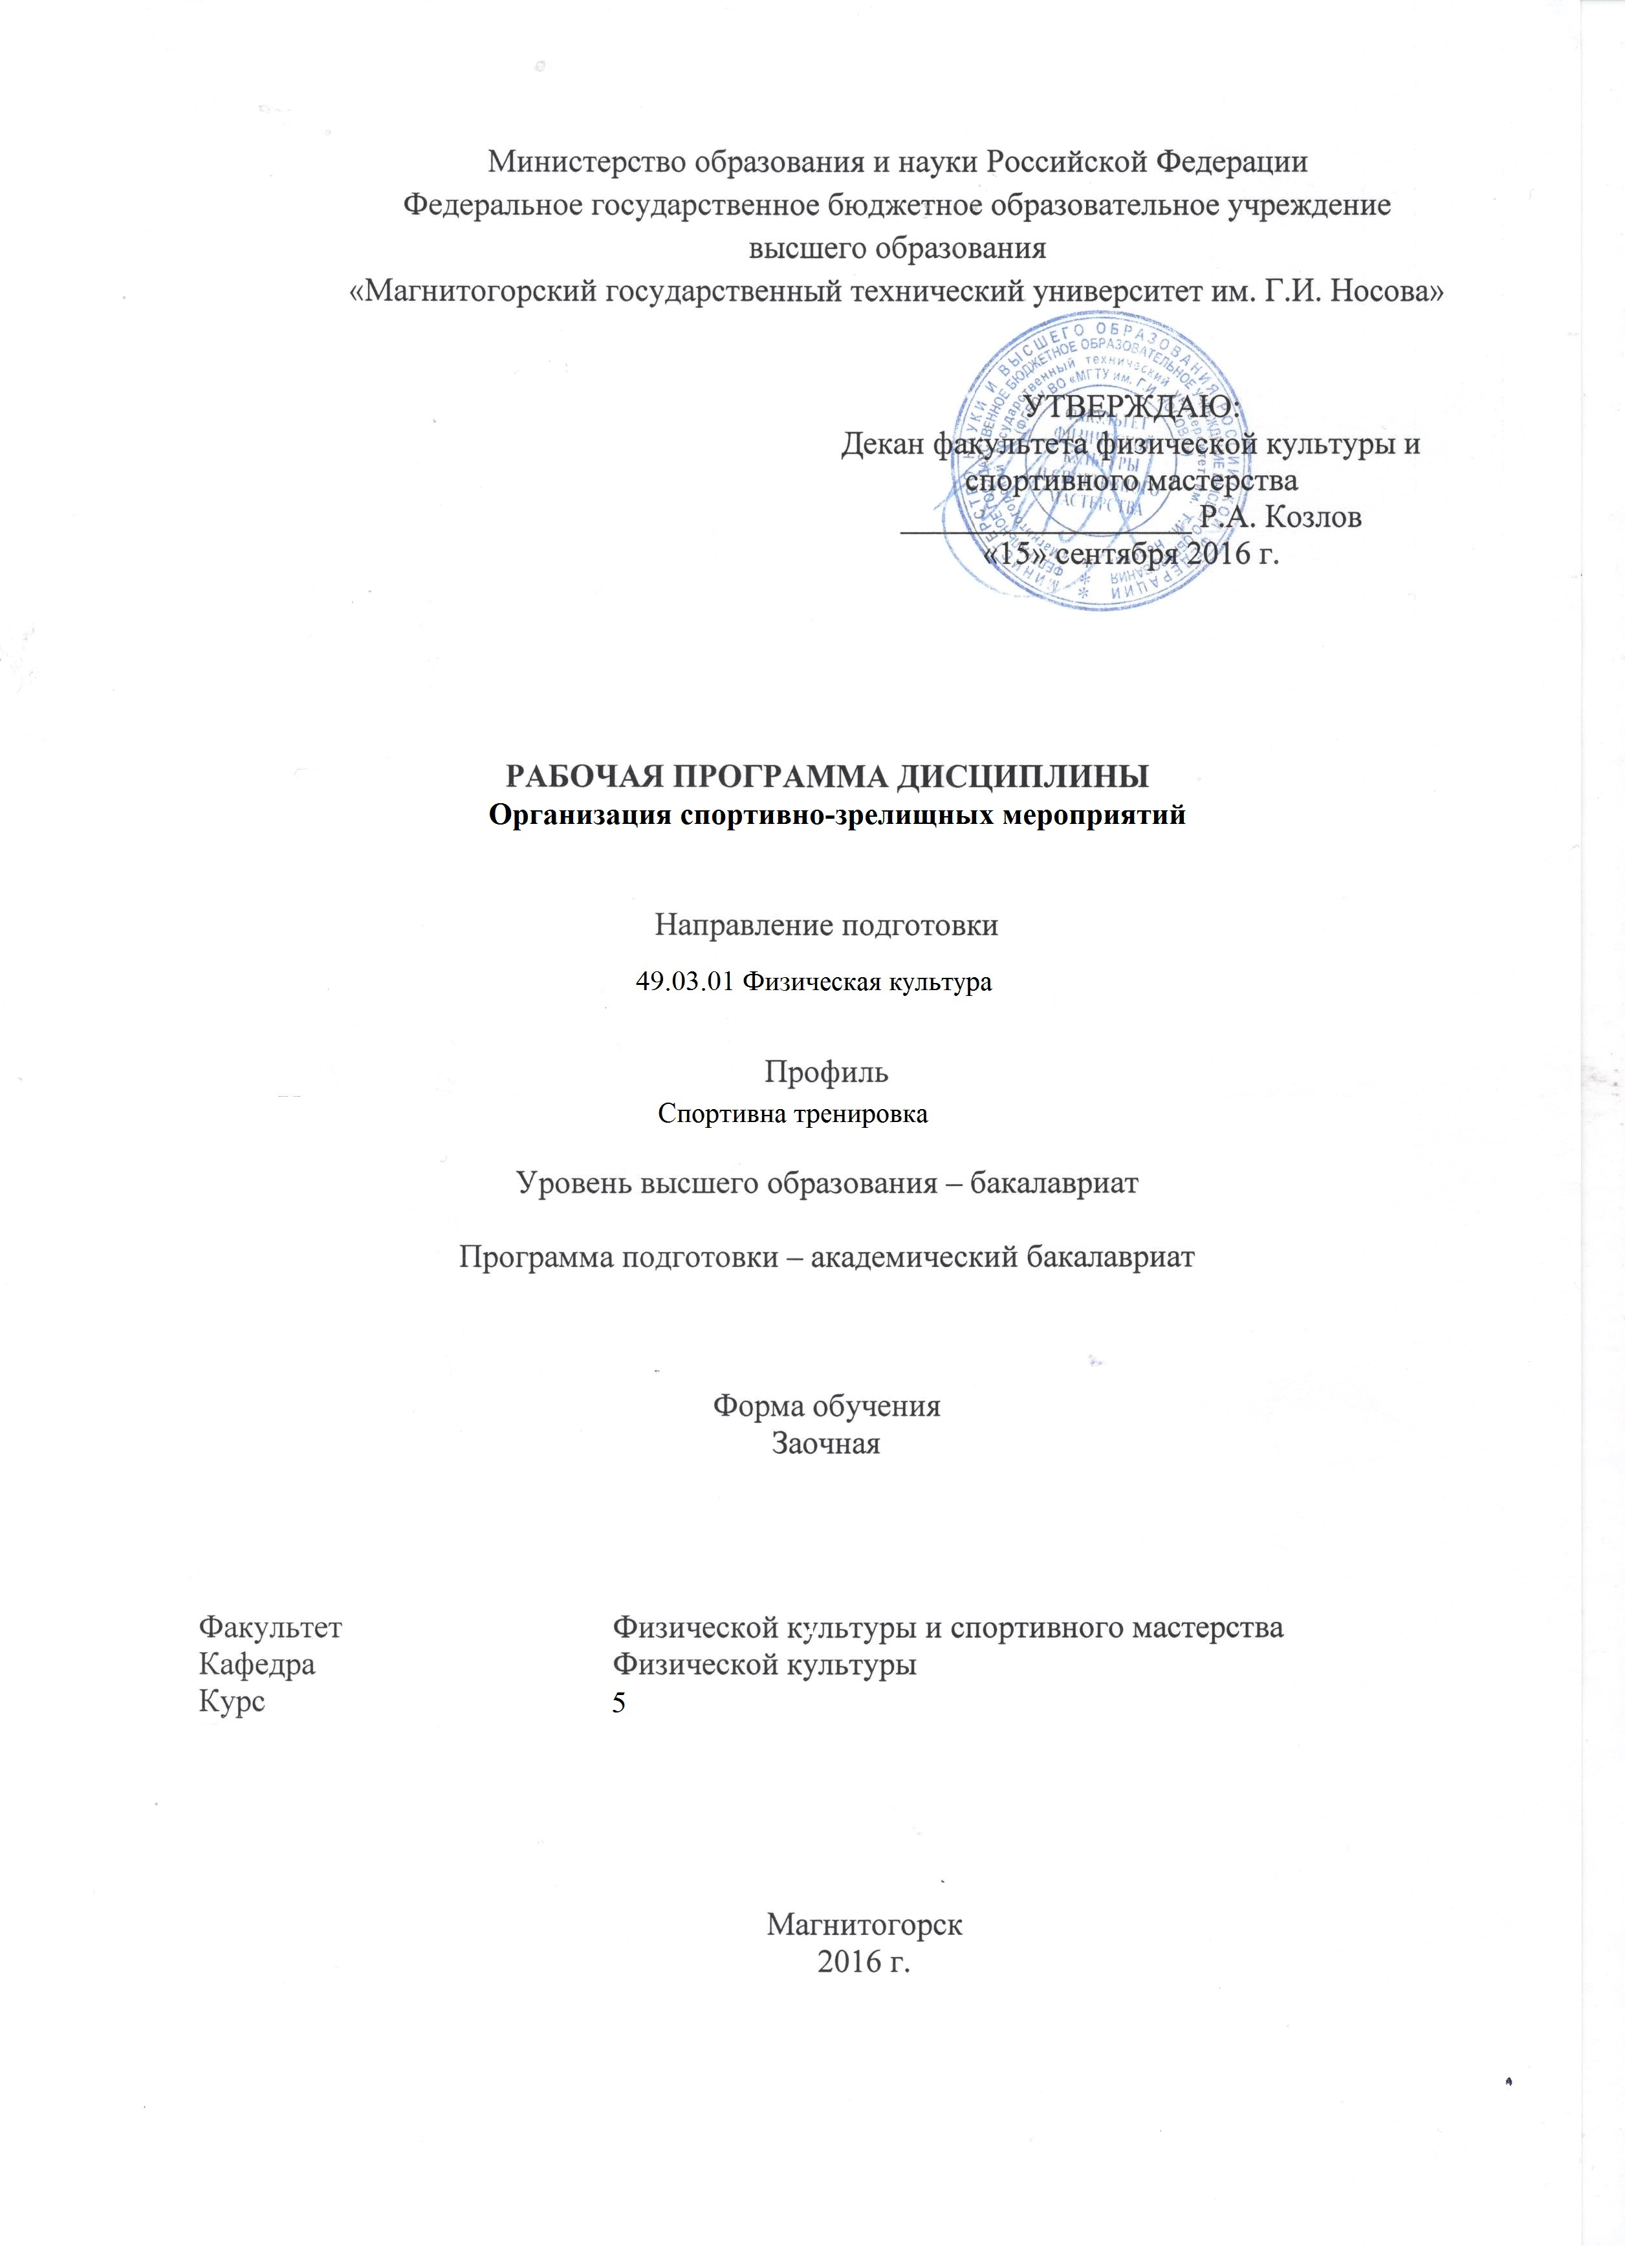 Министерство образования и науки Российской Федерации
Федеральное государственное бюджетное образовательное учреждение
высшего образования
«Магнитогорский государственный технический университет им. Г.И. Носова»
УТВЕРЖДАЮ:
Декан факультета физической культуры и
спортивного мастерства
Р.А. Козлов
«15» сентября 2016 г.
РАБОЧАЯ ПРОГРАММА ДИСЦИПЛИНЫ
Организация спортивно-зрелищных мероприятий
Направление подготовки
49.03.01 Физическая культура
Профиль
Спортивна тренировка
Уровень высшего образования – бакалавриат
Программа подготовки – академический бакалавриат
Форма обучения
Заочная
Факультет Физической культуры и спортивного мастерства
Кафедра Физической культуры
Курс 5
Магнитогорск
2016 г.